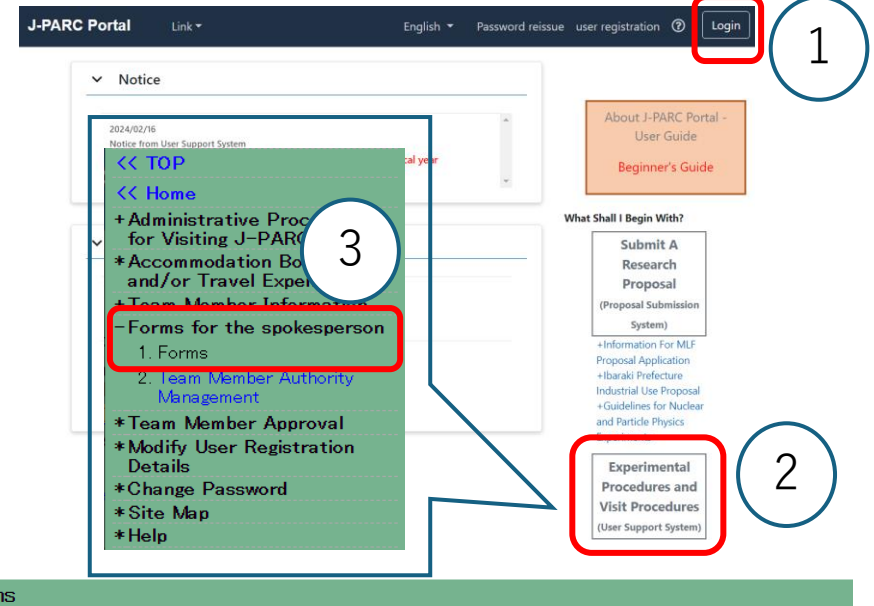 J-PARC Portal Link English Password reissue user registration Login
1
Notice
2024/02/16
Notice from User Support System
<< TOP
<< Home
+Administrative
for Visiting
*Accommodation
and/or Travel
+Team Member Information
-Forms for the spokesperson
1. Forms
2. Team Member Authority
Management
*Team Member Approval
*Modify User Registration
Details
*Change Password
*Site Map
*Help
3
year
About J-PARC Portal -
User Guide
Beginner's Guide
What Shall I Begin With?
Submit A
Research
Proposal
(Proposal Submission
System)
+Information For MLF
Proposal Application
+Ibaraki Prefecture
Industrial Use Proposal
+Guidelines for Nuclear
and Particle Physics
Experimental
Procedures and
Visit Procedures
(User Support System)
2